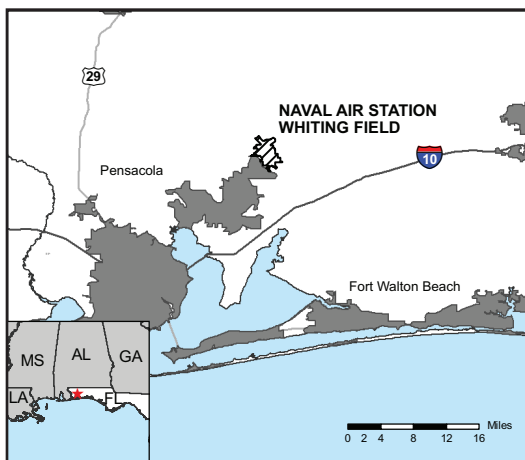 29
NAVAL AIR STATION
WHITING FIELD
10
Pensacola
Fort Walton Beach
MS
AL
GA
LA
FL
Miles
0 2 4 8 12 16